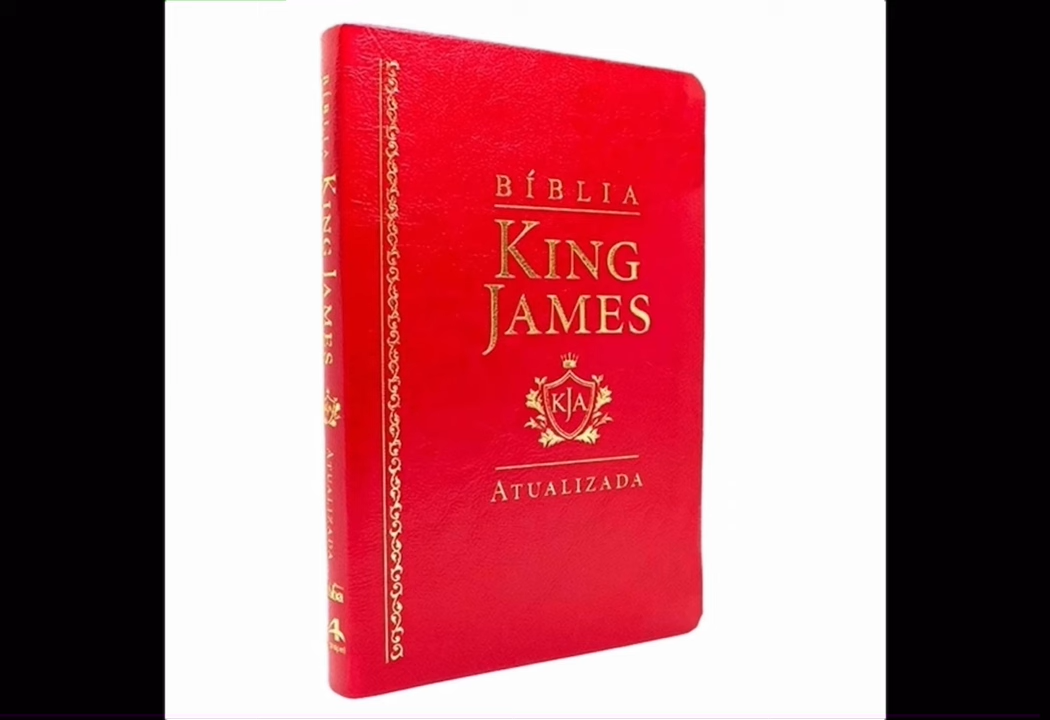 BÍBLIA
KING
JAMES
KJA
ATUALIZADA
BÍBLIA KING JAMES ATUALIZADA